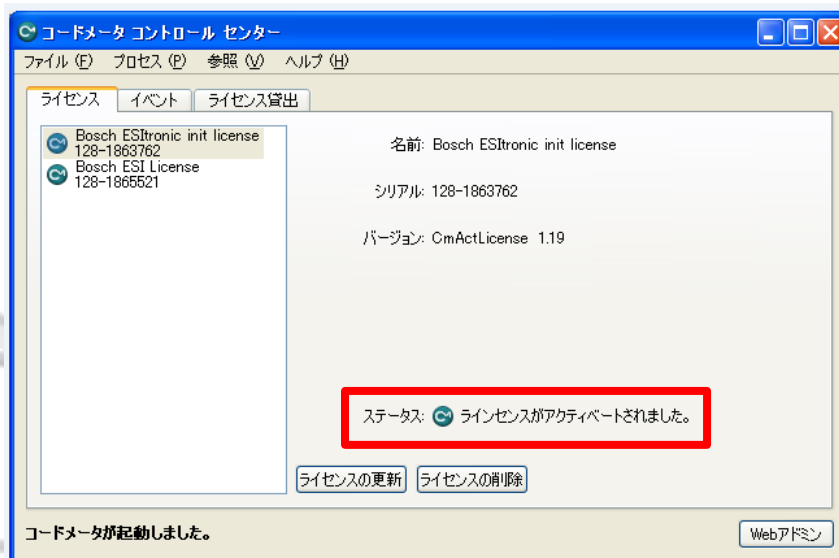 コードメータ コントロール センター
ファイル (F) プロセス (P) 参照 (V) ヘルプ (H)
ライセンス イベント ライセンス貸出
Bosch ESItronic init license
128-1863762
Bosch ESI License
128-1865521
名前: Bosch ESItronic init license
シリアル: 128-1863762
バージョン: CmActLicense 1.19
ステータス: ラインセンスがアクティベートされました。
ライセンスの更新 ライセンスの削除
コードメータが起動しました。
Webアドミン